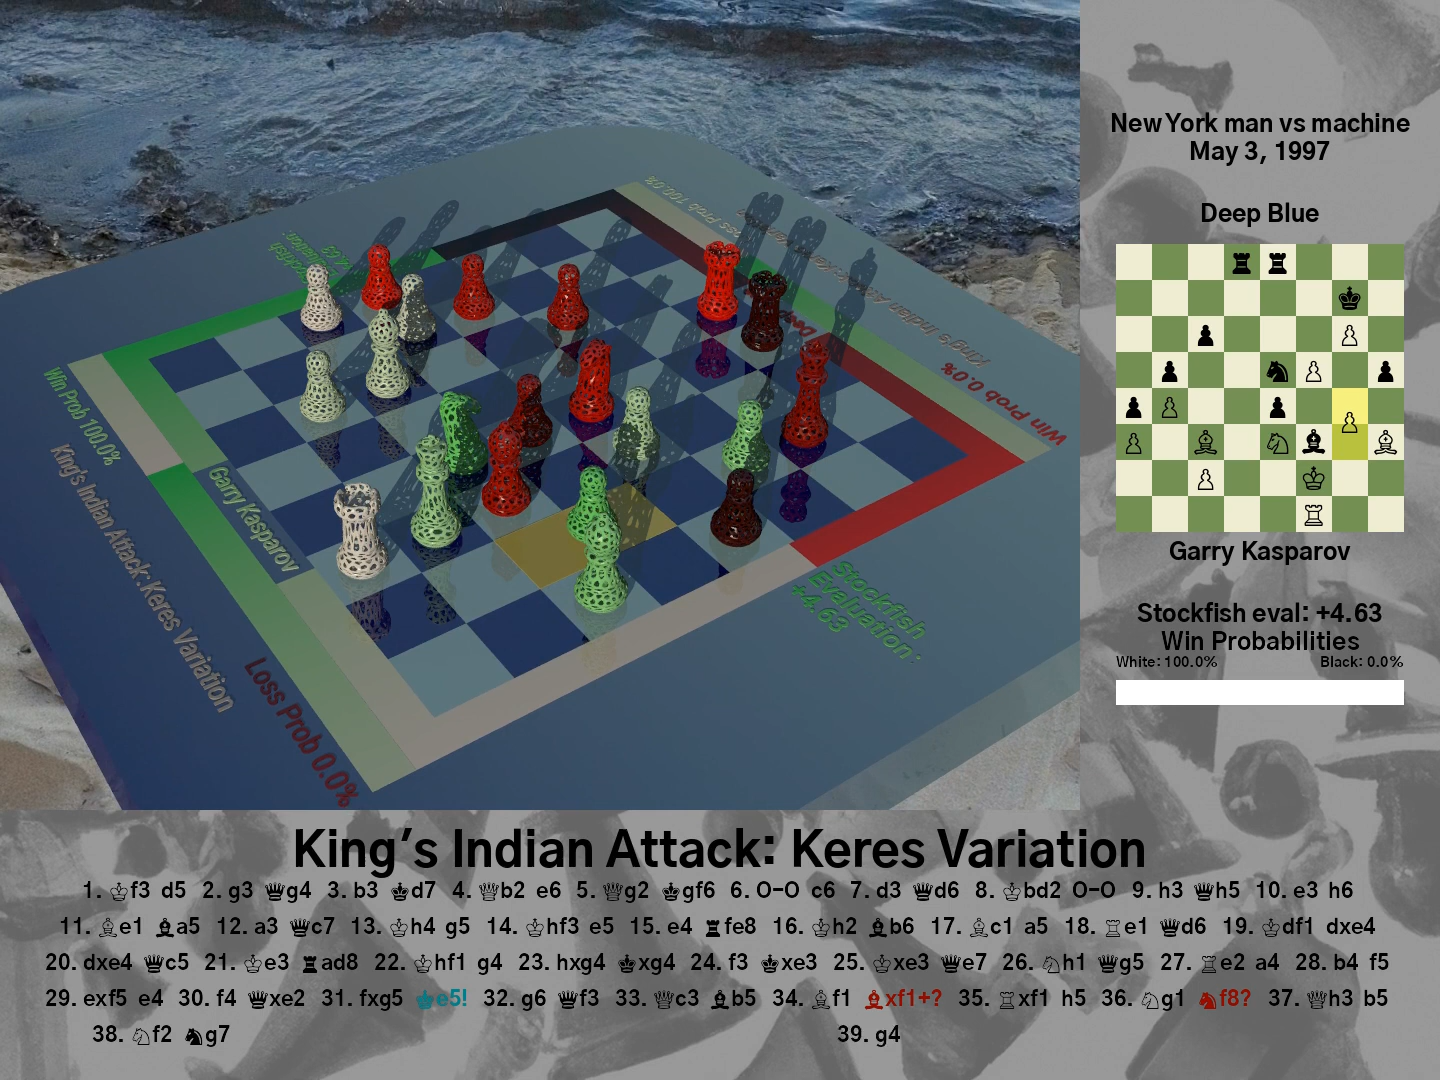 Win Prob 100.0%
King's Indian Attack: Keres Variation
Garry Kasparov
Loss Prob 0.0%
Stockfish
Evaluation :
+4.63
Win Prob 0.0%
New York man vs machine
May 3, 1997
Deep Blue
Garry Kasparov
Stockfish eval: +4.63
Win Probabilities
White: 100.0% Black: 0.0%
King's Indian Attack: Keres Variation
1. ♔f3 d5 2. g3 ♛g4 3. b3 ♚d7 4. ♕b2 e6 5. ♕g2 ♚gf6 6. O-O c6 7. d3 ♛d6 8. ♔bd2 O-O 9. h3 ♛h5 10. e3 h6
11. ♗e1 ♝a5 12. a3 ♛c7 13. ♔h4 g5 14. ♔hf3 e5 15. e4 ♜fe8 16. ♔h2 ♝b6 17. ♗c1 a5 18. ♖e1 ♛d6 19. ♔df1 dxe4
20. dxe4 ♛c5 21. ♔e3 ♜ad8 22. ♔hf1 g4 23. hxg4 ♚xg4 24. f3 ♚xe3 25. ♔xe3 ♛e7 26. ♘h1 ♛g5 27. ♖e2 a4 28. b4 f5
29. exf5 e4 30. f4 ♛xe2 31. fxg5 ♚e5! 32. g6 ♛f3 33. ♕c3 ♝b5 34. ♗f1 ♝xf1+? 35. ♖xf1 h5 36. ♘g1 ♞f8? 37. ♕h3 b5
38. ♘f2 ♞g7 39. g4